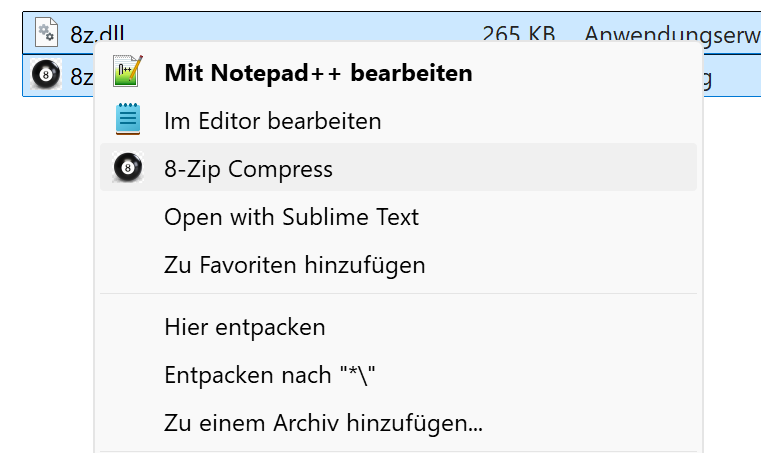 8z.dll 265 KB Anwendungserw
8z
Mit Notepad++ bearbeiten
Im Editor bearbeiten
8-Zip Compress
Open with Sublime Text
Zu Favoriten hinzufügen
Hier entpacken
Entpacken nach "*\"
Zu einem Archiv hinzufügen...